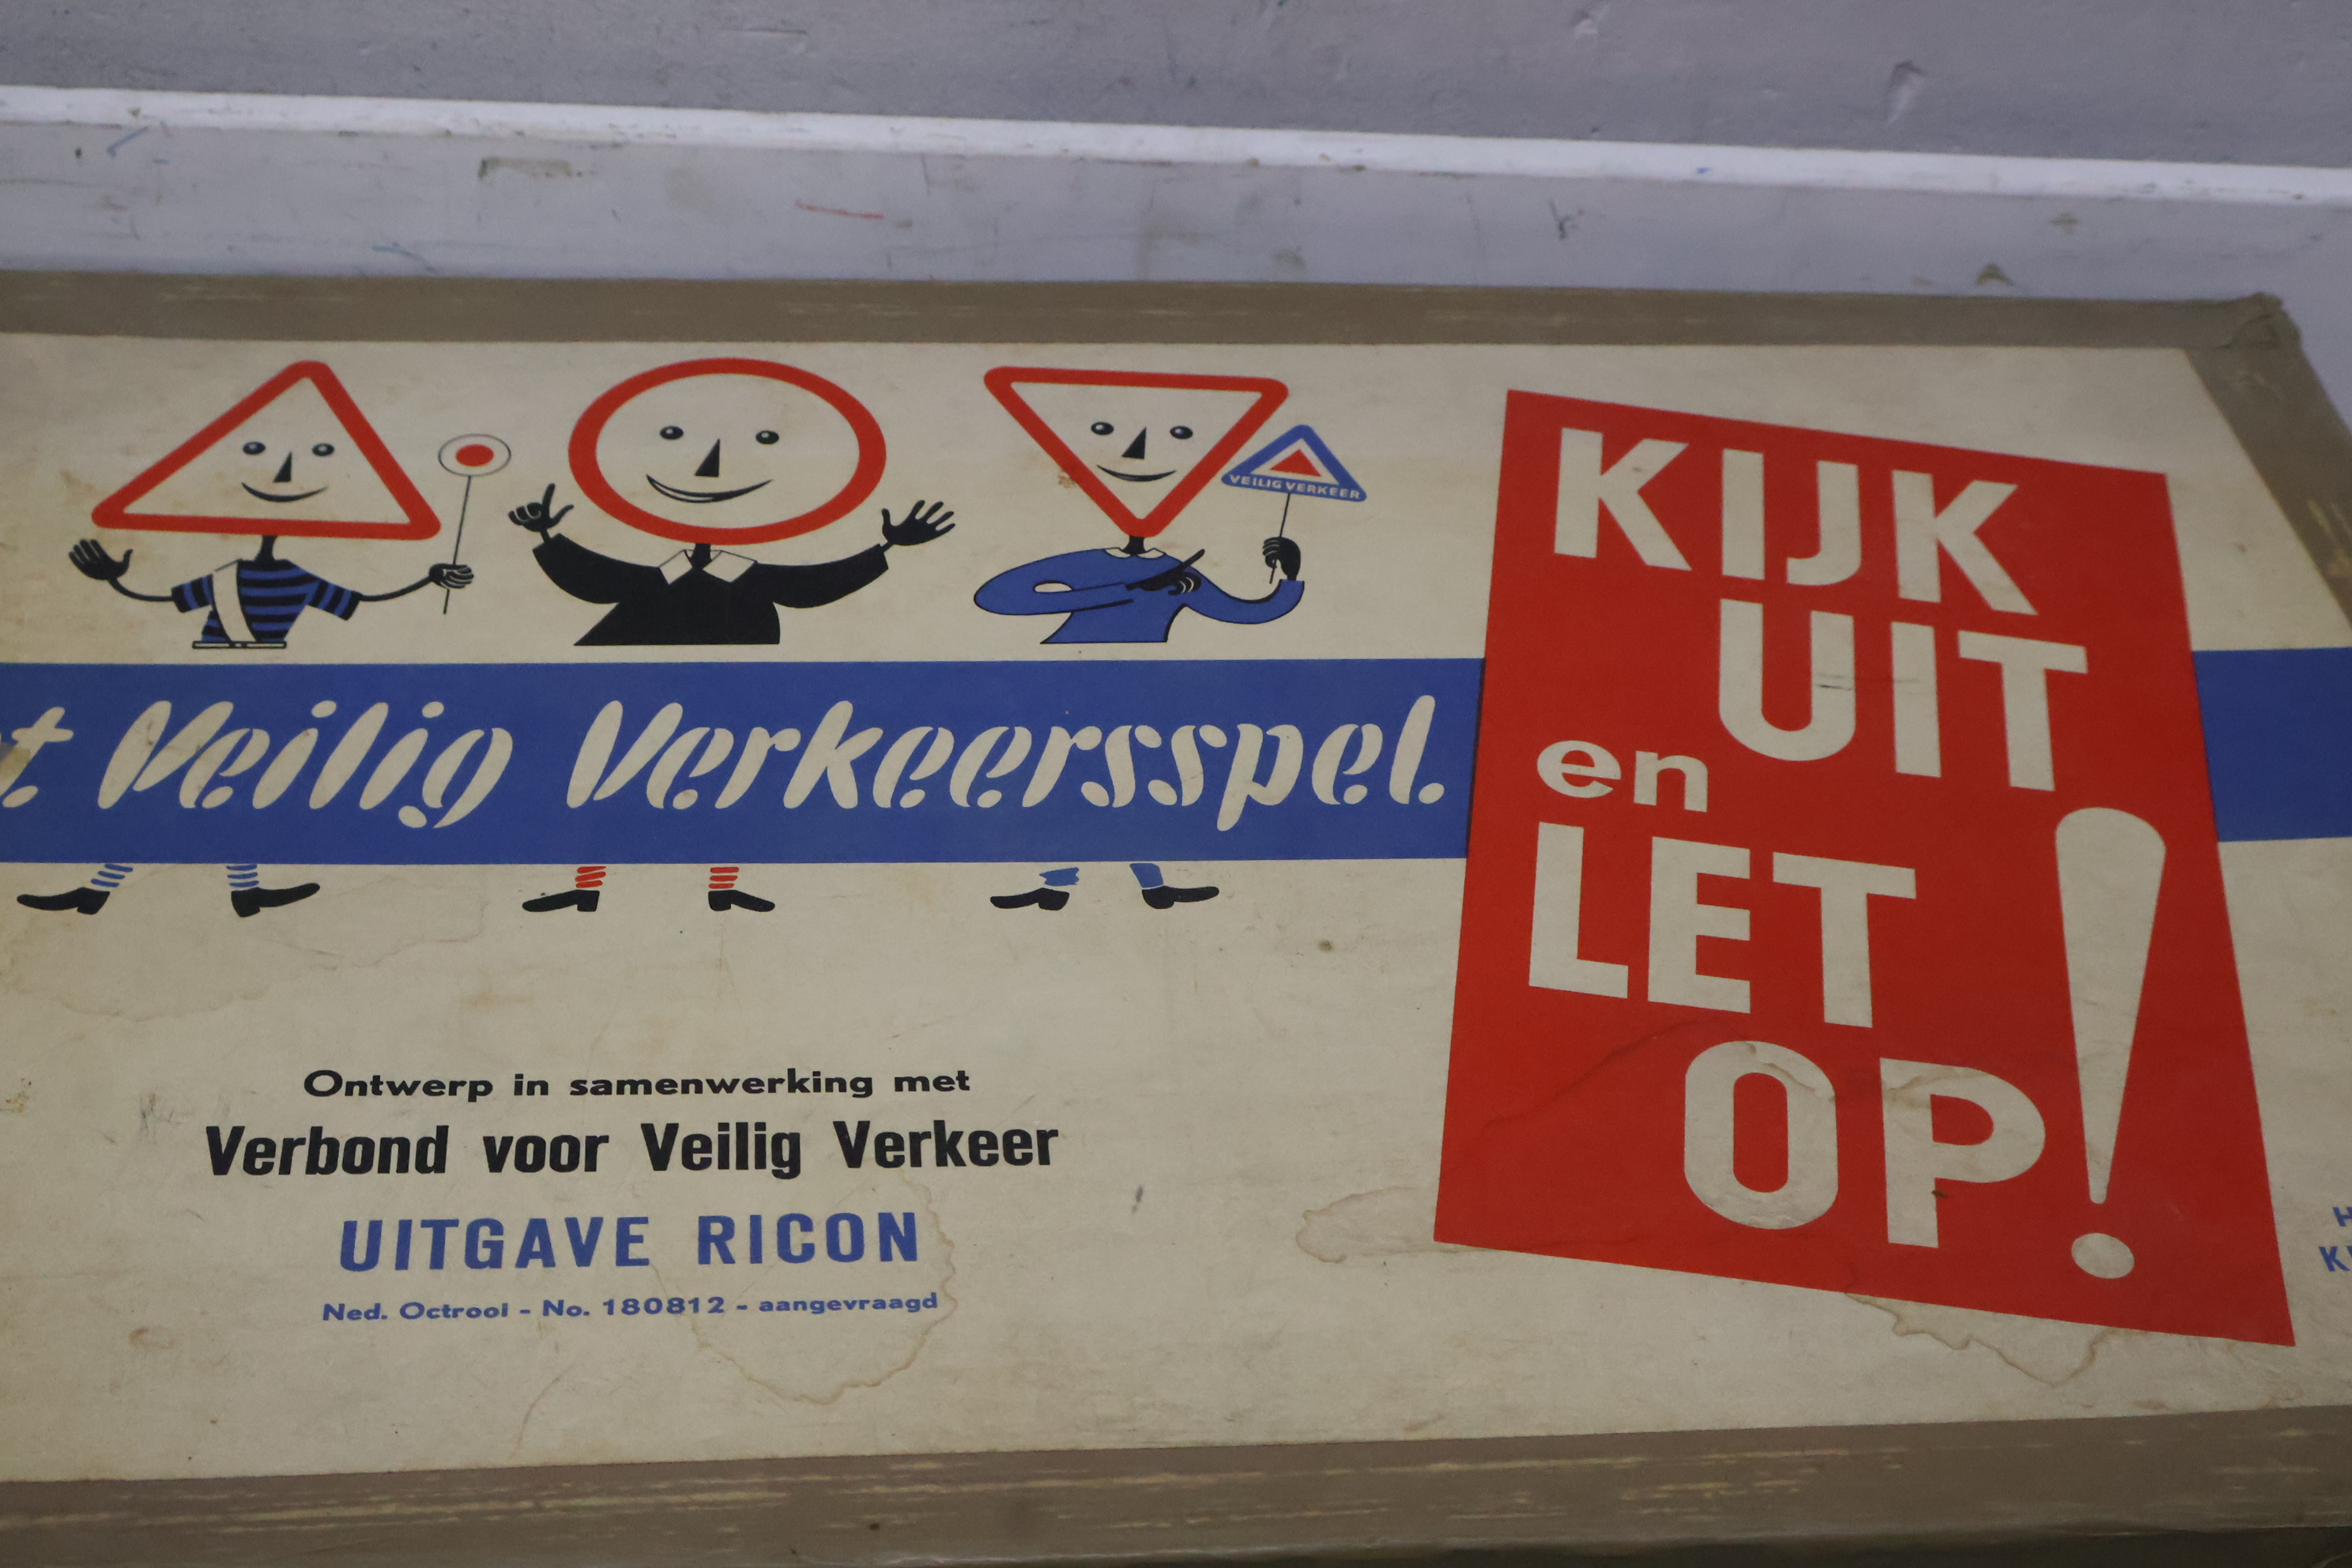 VEILIG VERKEER
t Veilig Verkeersspel.
KIJK
UIT
en
LET
OP!
Ontwerp in samenwerking met
Verbond voor Veilig Verkeer
UITGAVE RICON
Ned. Octrooi - No. 180812 - aangevraagd